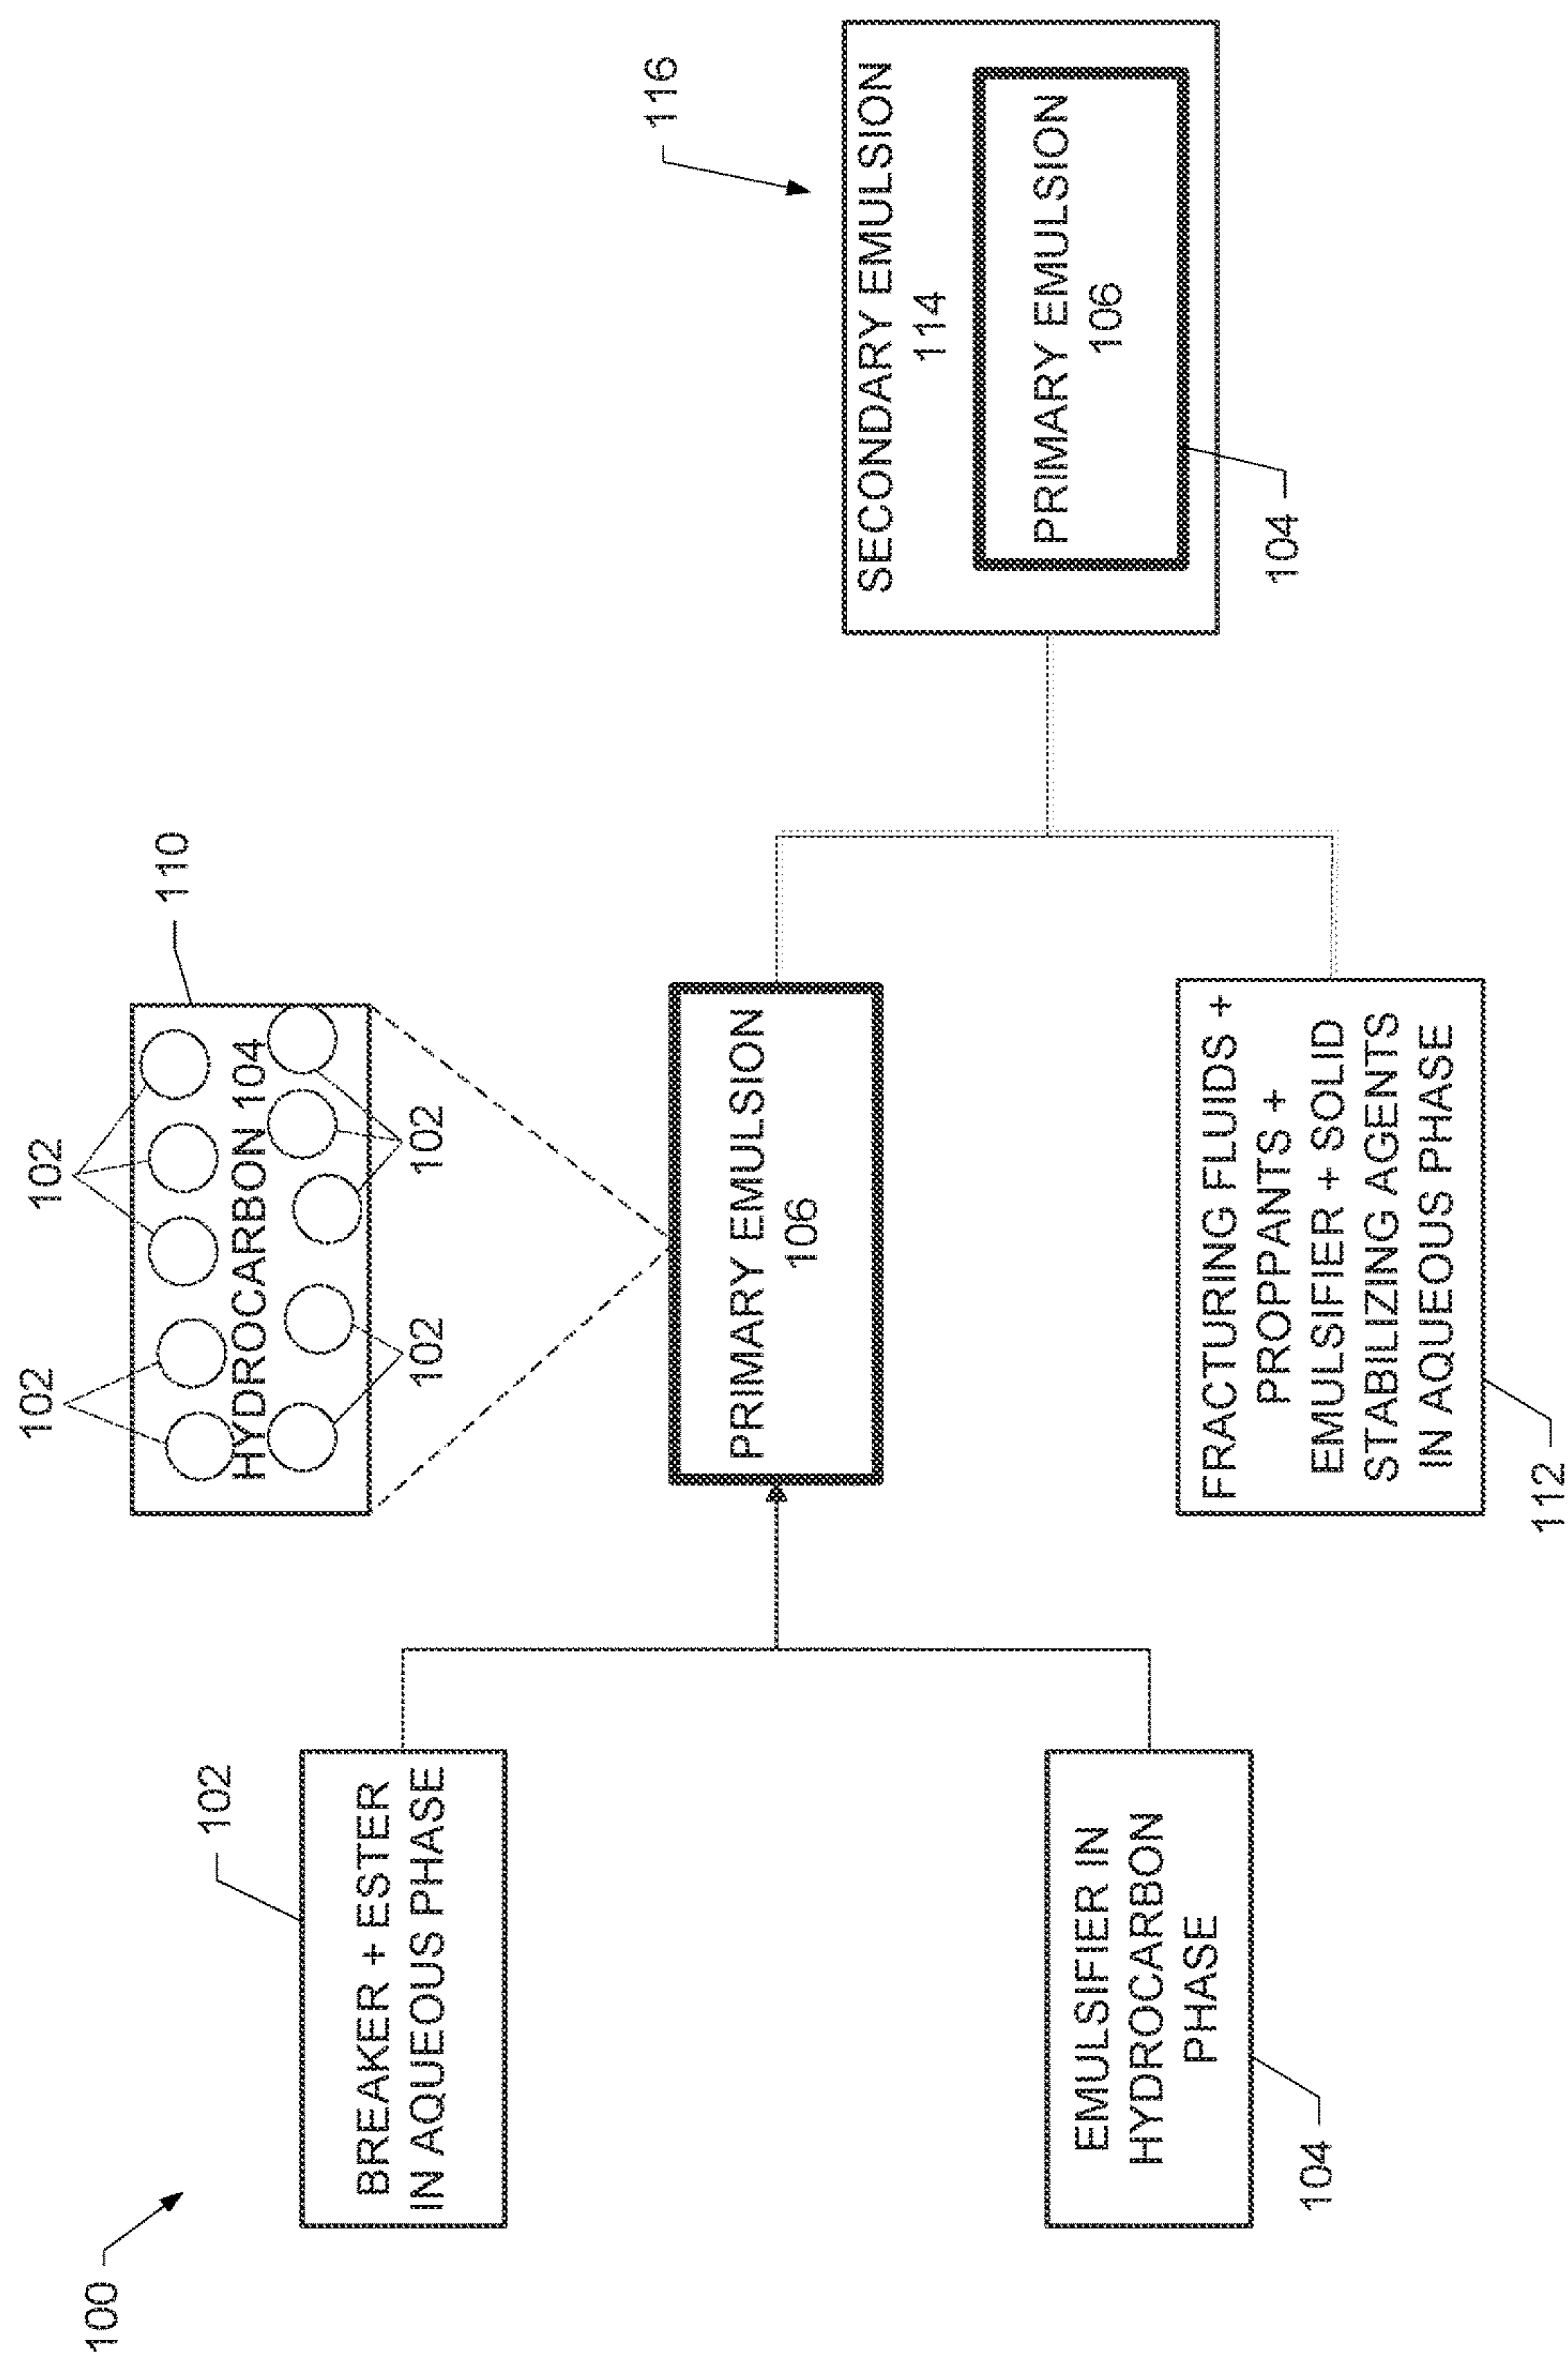 100
102
BREAKER + ESTER
IN AQUEOUS PHASE
EMULSIFIER IN
HYDROCARBON
PHASE
104
102
102
110
HYDROCARBON 104
102
102
PRIMARY EMULSION
106
FRACTURING FLUIDS +
PROPPANTS +
EMULSIFIER + SOLID
STABILIZING AGENTS
IN AQUEOUS PHASE
112
116
SECONDARY EMULSION
114
PRIMARY EMULSION
106
104